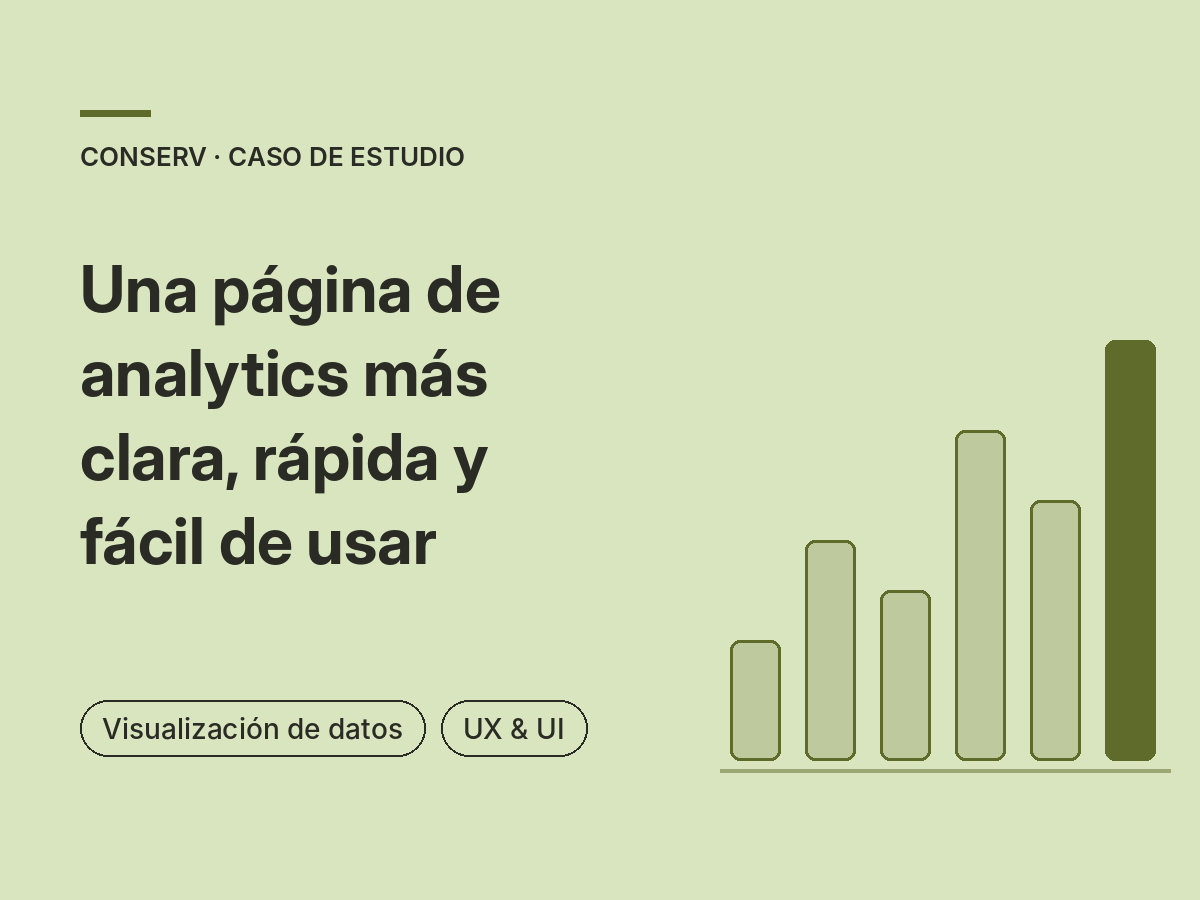 CONSERV · CASO DE ESTUDIO
Una página de
analytics más
clara, rápida y
fácil de usar
Visualización de datos
UX & UI